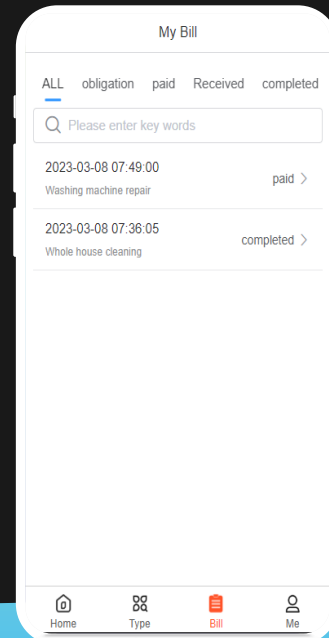 My Bill
ALL obligation paid Received completed
Please enter key words
2023-03-08 07:49:00
paid
Washing machine repair
2023-03-08 07:36:05
completed
Whole house cleaning
Home Type Bill Me